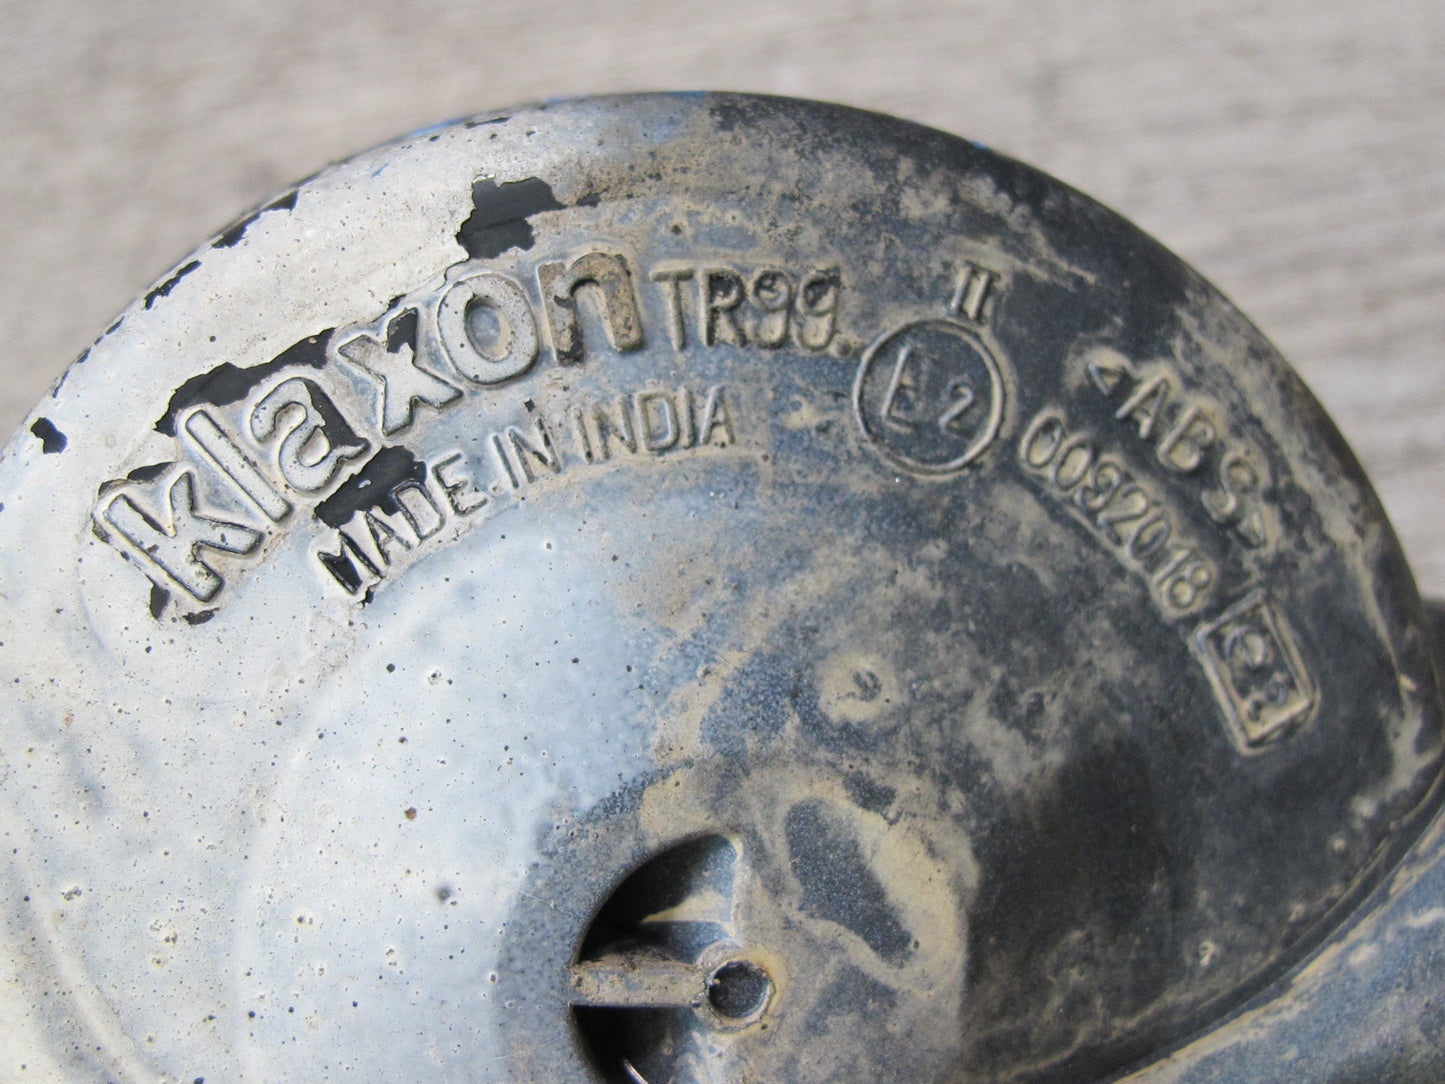 klaxon TR99
MADE.IN INDIA
II
E2
<ABS>
0092018
e